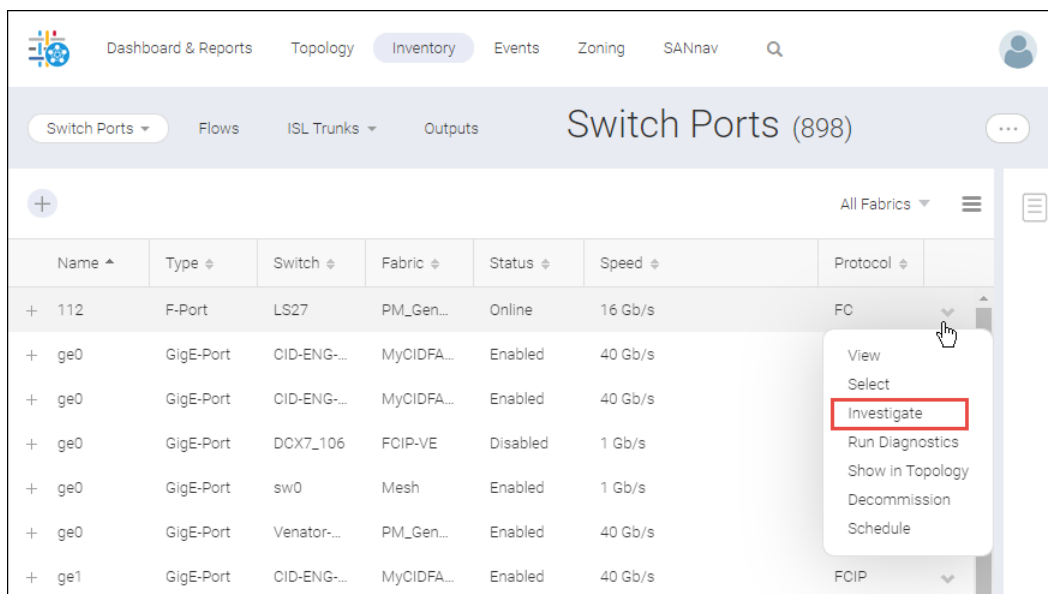 Dashboard & Reports Topology Inventory Events Zoning SANnav
Switch Ports Flows ISL Trunks Outputs Switch Ports (898)
All Fabrics
Name Type Switch Fabric Status Speed Protocol
112 F-Port LS27 PM_Gen... Online 16 Gb/s FC
ge0 GigE-Port CID-ENG-... MyCIDFA... Enabled 40 Gb/s
ge0 GigE-Port CID-ENG-... MyCIDFA... Enabled 40 Gb/s
ge0 GigE-Port DCX7_106 FCIP-VE Disabled 1 Gb/s
ge0 GigE-Port sw0 Mesh Enabled 1 Gb/s
ge0 GigE-Port Venator-... PM_Gen... Enabled 40 Gb/s
ge1 GigE-Port CID-ENG-... MyCIDFA... Enabled 40 Gb/s FCIP
View
Select
Investigate
Run Diagnostics
Show in Topology
Decommission
Schedule